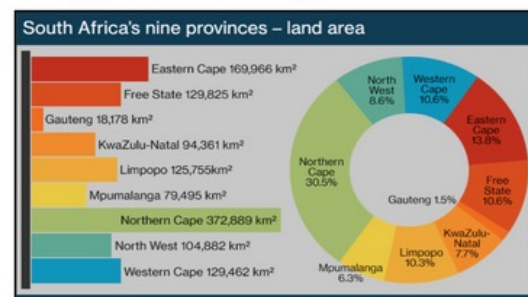 South Africa's nine provinces – land area
Eastern Cape 169,966 km²
Free State 129,825 km²
Gauteng 18,178 km²
KwaZulu-Natal 94,361 km²
Limpopo 125,755km²
Mpumalanga 79,495 km²
Northern Cape 372,889 km²
North West 104,882 km²
Western Cape 129,462 km²
North
West
8.6%
Western
Cape
10.6%
Eastern
Cape
13.8%
Free
State
10.6%
Gauteng 1.5%
KwaZulu-
Natal
7.7%
Limpopo
10.3%
Mpumalanga
6.3%
Northern
Cape
30.5%